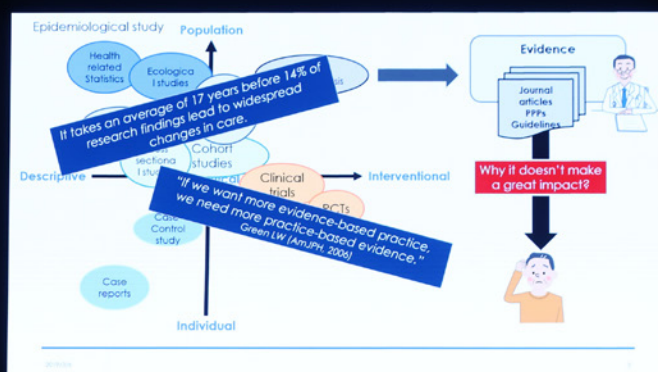 Epidemiological study
Population
Health
related
Statistics
Ecologica
l studies
sis
It takes an average of 17 years before 14% of
research findings lead to widespread
changes in care.
sectiona
l stud
Cohort
studies
Descriptive
Interventional
Clinical
trials
RCTs
"If we want more evidence-based practice,
we need more practice-based evidence."
Green LW (AmJPH, 2006)
Case
Control
study
Case
reports
Individual
Evidence
Journal
articles
PPPs
Guidelines
Why it doesn't make
a great impact?